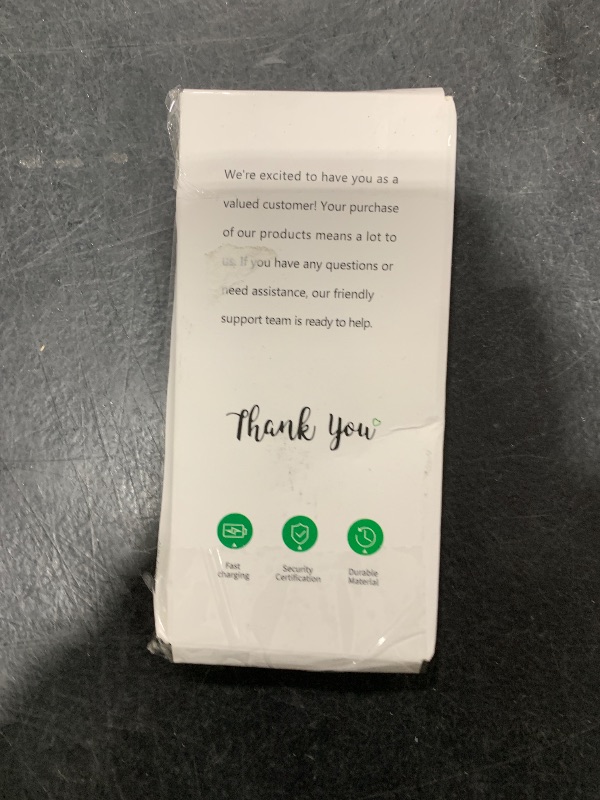 We're excited to have you as a
valued customer! Your purchase
of our products means a lot to
us. If you have any questions or
need assistance, our friendly
support team is ready to help.
Thank You
Fast
charging
Security
Certification
Durable
Material